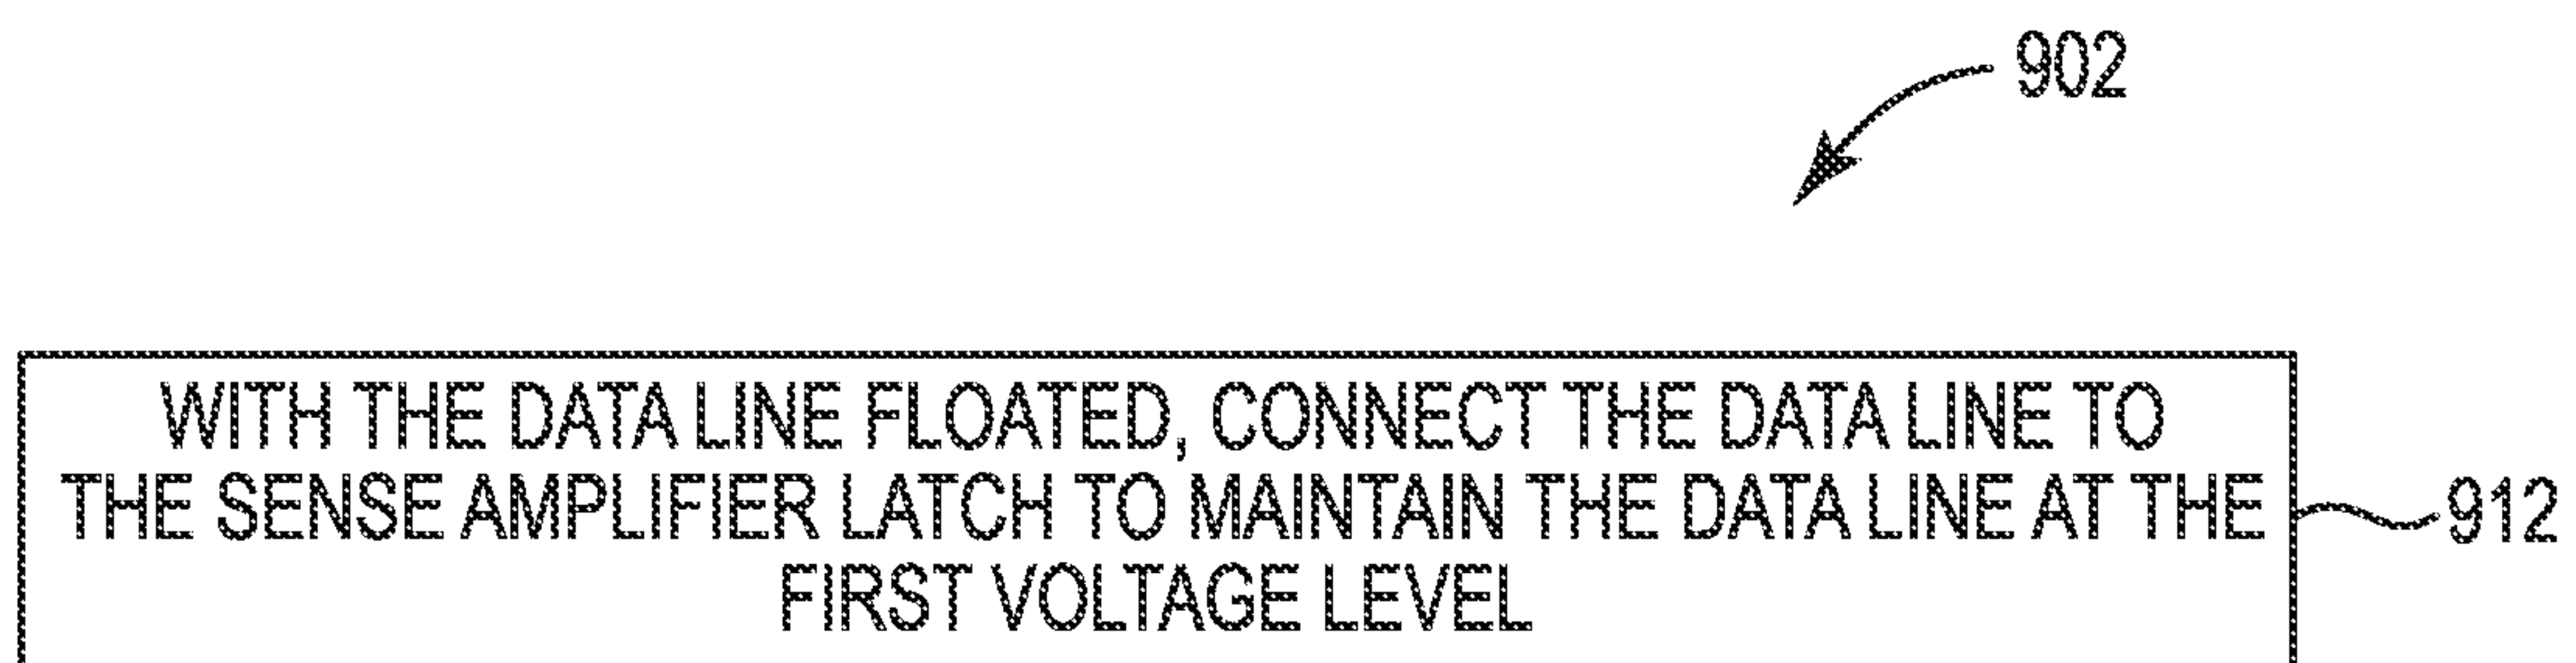 902
WITH THE DATA LINE FLOATED, CONNECT THE DATA LINE TO
THE SENSE AMPLIFIER LATCH TO MAINTAIN THE DATA LINE AT THE
FIRST VOLTAGE LEVEL
912